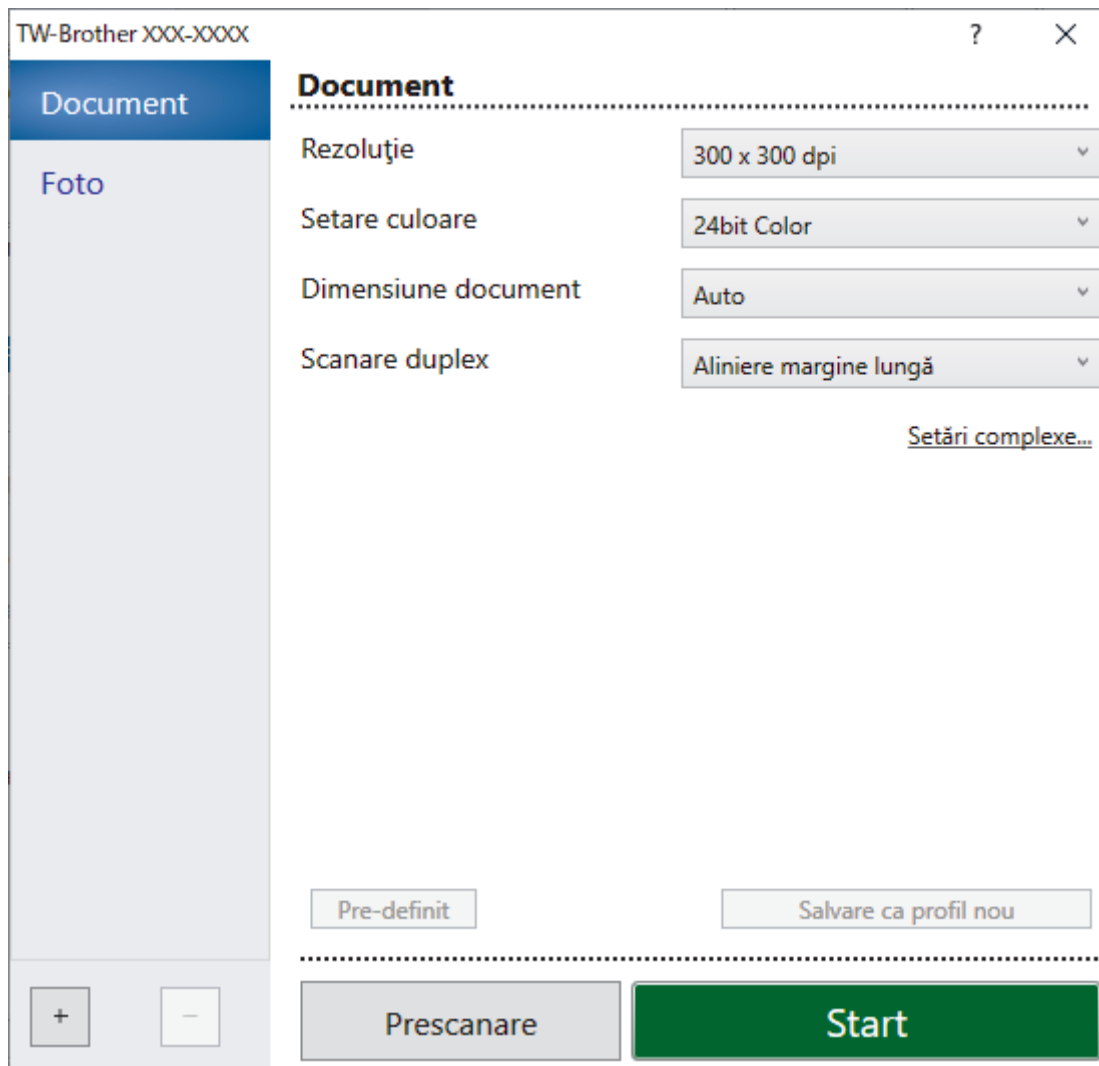 TW-Brother XXX-XXXX ?
Document
Foto
Document
Rezoluţie 300 x 300 dpi
Setare culoare 24bit Color
Dimensiune document Auto
Scanare duplex Aliniere margine lungă
Setări complexe...
Pre-definit Salvare ca profil nou
+ − Prescanare Start